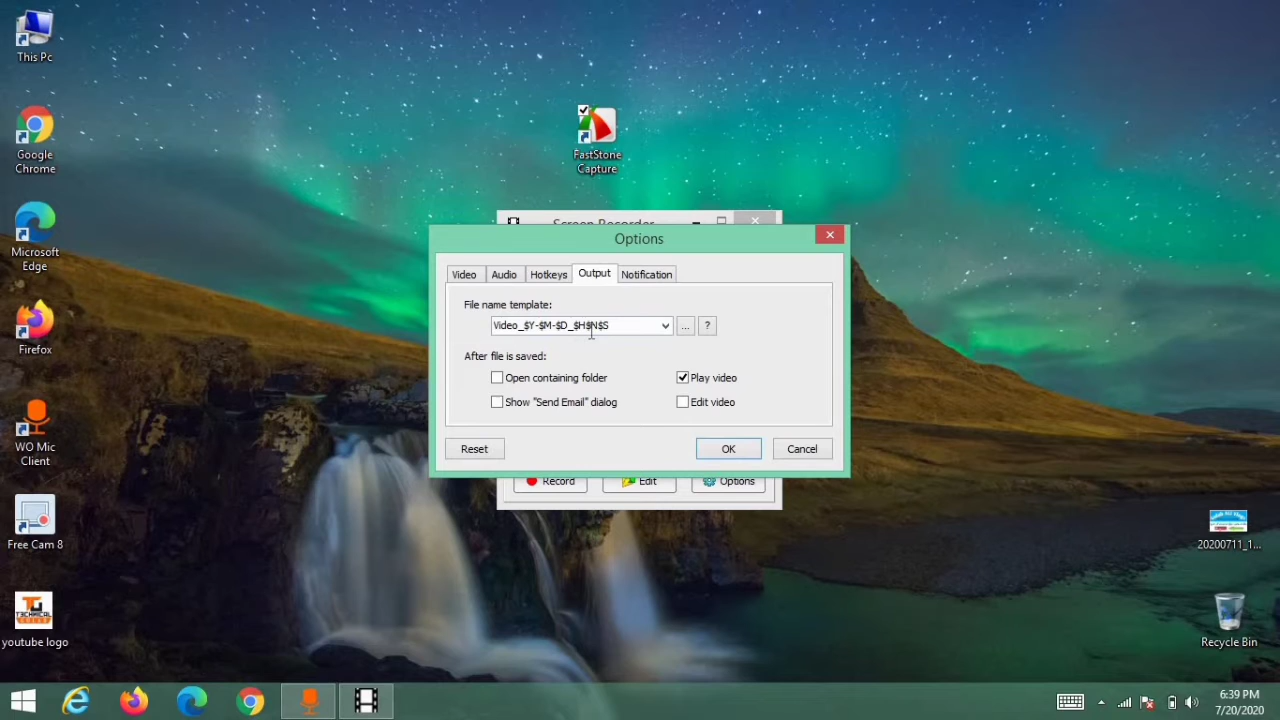 This Pc
Google
Chrome
Microsoft
Edge
Firefox
WO Mic
Client
Free Cam 8
TECHNICAL
youtube logo
FastStone
Capture
Screen Recorder
Options
Video
Audio
Hotkeys
Output
Notification
File name template:
Video_$Y-$M-$D_$H$N$S
...
?
After file is saved:
Open containing folder
Play video
Show "Send Email" dialog
Edit video
Reset
OK
Cancel
Record
Edit
Options
20200711_1...
Recycle Bin
6:39 PM
7/20/2020